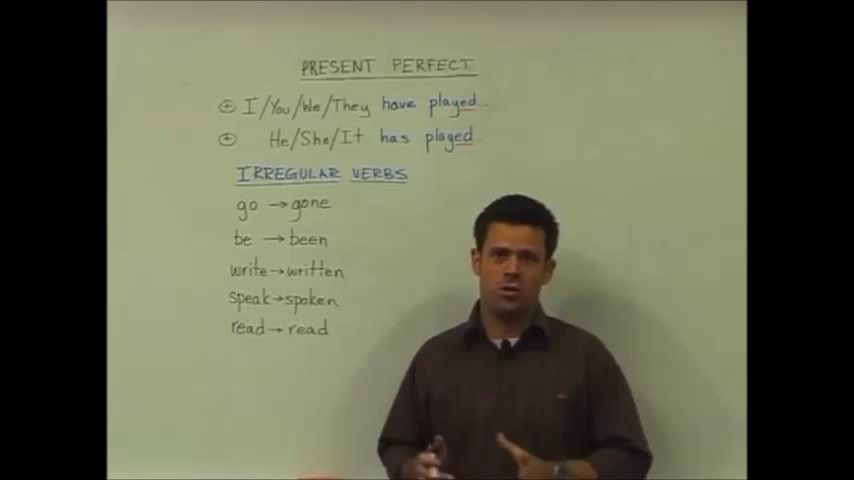 PRESENT PERFECT
⊕ I/You/We/They have played...
⊕ He/She/It has played...
IRREGULAR VERBS
go → gone
be → been
write → written
speak → spoken
read → read